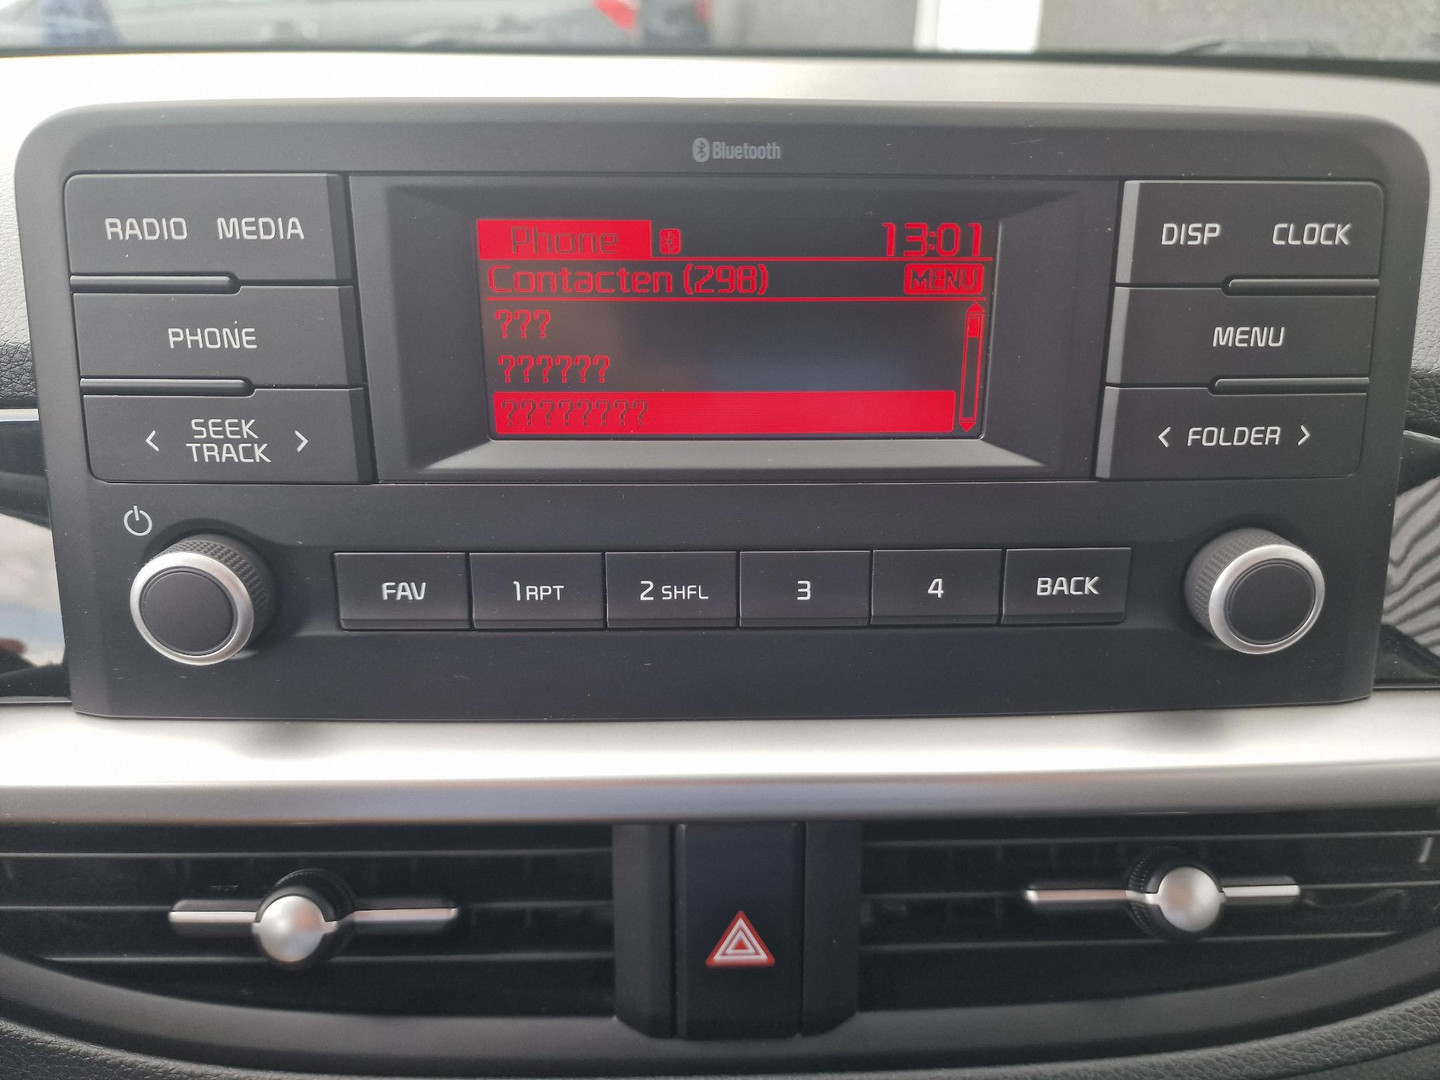 Bluetooth
RADIO MEDIA
PHONE
< SEEK TRACK >
Phone 13:01
Contacten (298) MENU
???
??????
????????
DISP CLOCK
MENU
< FOLDER >
FAV
1 RPT
2 SHFL
3
4
BACK